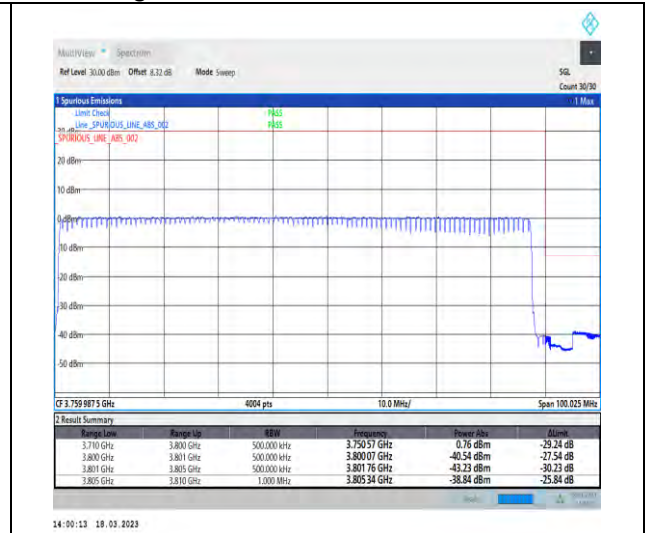 MultiView Spectrum
Ref Level 30.00 dBm Offset 8.32 dB Mode Sweep SGL
Count 30/30
1 Spurious Emissions 1 Max
Limit Check PASS
Line _SPURIOUS_LINE_ABS_002 PASS
SPURIOUS_LINE_ABS_002
20 dBm
10 dBm
0 dBm
-10 dBm
-20 dBm
-30 dBm
-40 dBm
-50 dBm
CF 3.759 987 5 GHz 4004 pts 10.0 MHz/ Span 100.025 MHz
2 Result Summary
Range Low Range Up RBW Frequency Power Abs ΔLimit
3.710 GHz 3.800 GHz 500.000 kHz 3.750 57 GHz 0.76 dBm -29.24 dB
3.800 GHz 3.801 GHz 500.000 kHz 3.800 07 GHz -40.54 dBm -27.54 dB
3.801 GHz 3.805 GHz 500.000 kHz 3.801 76 GHz -43.23 dBm -30.23 dB
3.805 GHz 3.810 GHz 1.000 MHz 3.805 34 GHz -38.84 dBm -25.84 dB
14:00:13 18.03.2023